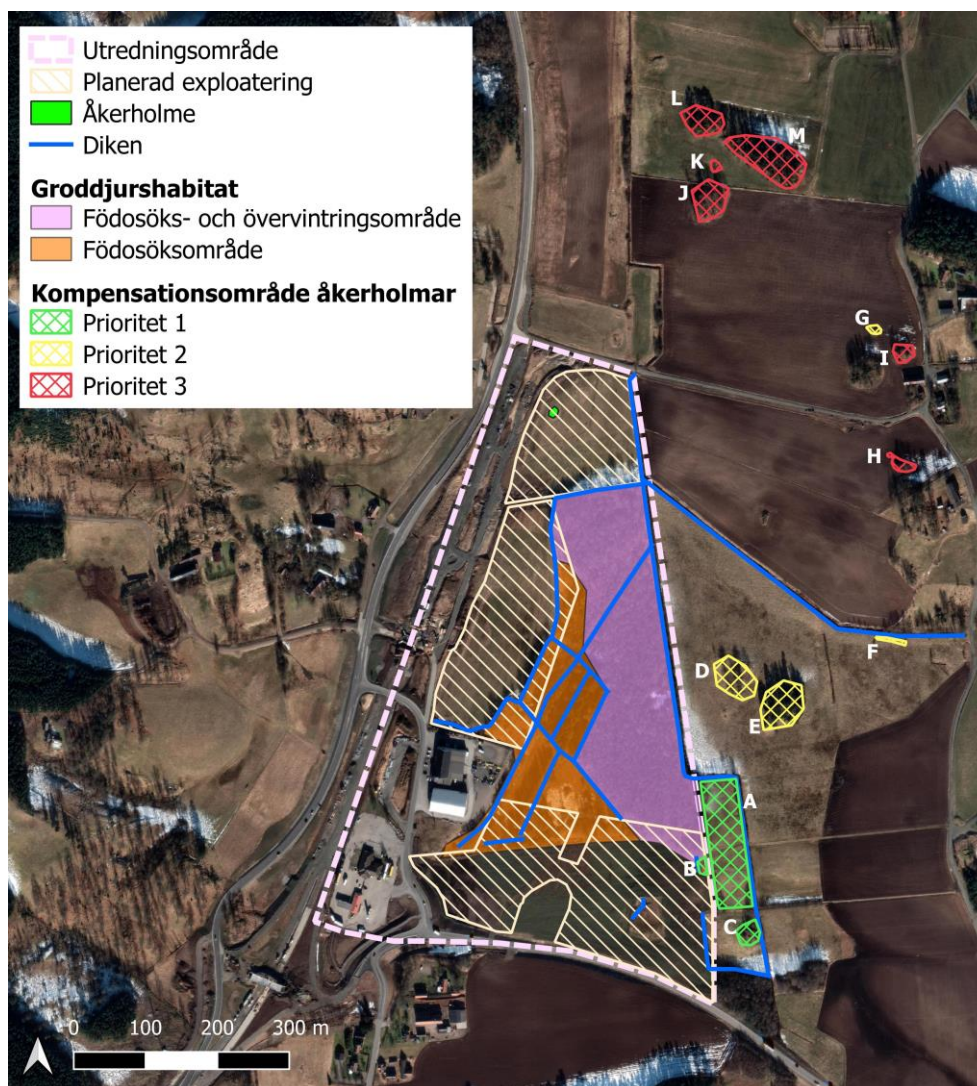 Utredningsområde
Planerad exploatering
Åkerholme
Diken
Groddjurshabitat
Födosöks- och övervintringsområde
Födosöksområde
Kompensationsområde åkerholmar
Prioritet 1
Prioritet 2
Prioritet 3
L
M
K
J
G
I
H
F
D
E
A
B
C
0 100 200 300 m